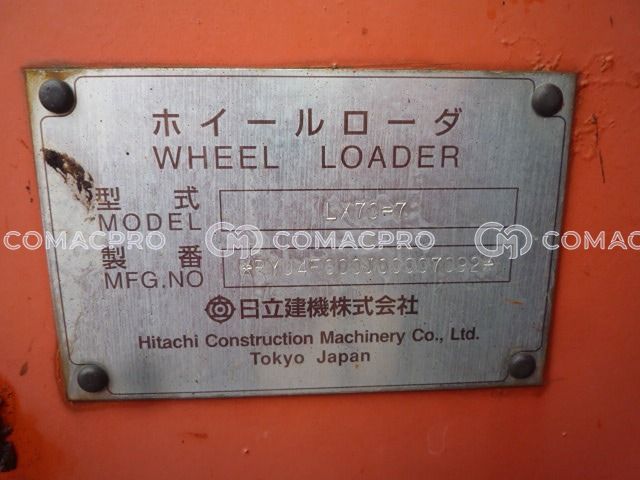 ホイールローダ
WHEEL LOADER
型式
MODEL LX70-7
製番
MFG.NO
日立建機株式会社
Hitachi Construction Machinery Co., Ltd.
Tokyo Japan
COMACPRO COMACPRO COMACPRO